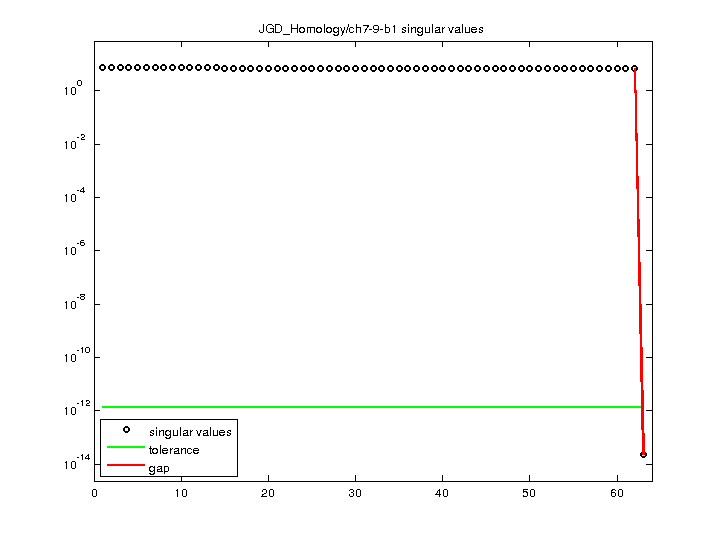 JGD_Homology/ch7-9-b1 singular values
10^0
10^-2
10^-4
10^-6
10^-8
10^-10
10^-12
10^-14
singular values
tolerance
gap
0 10 20 30 40 50 60